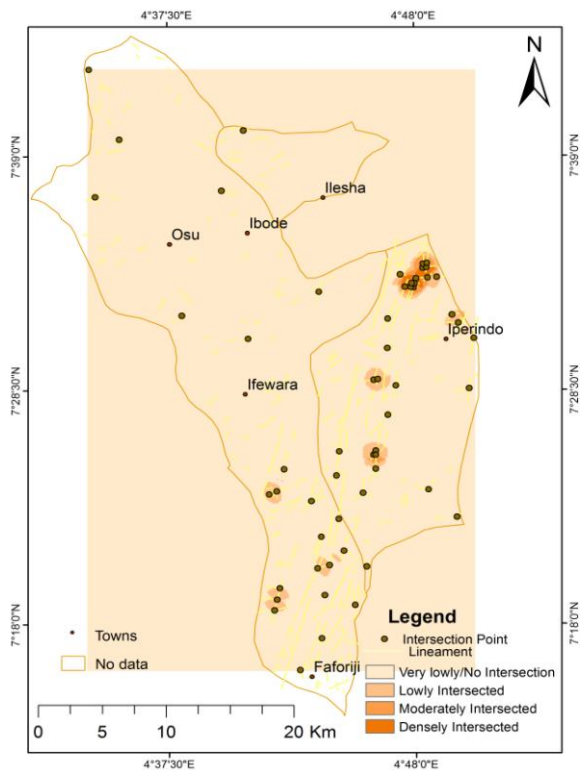 4°37'30"E
4°48'0"E
N
7°39'0"N
7°39'0"N
Ilesha
Ibode
Osu
Iperindo
7°28'30"N
7°28'30"N
Ifewara
7°18'0"N
7°18'0"N
Legend
Towns
Intersection Point
Lineament
No data
Very lowly/No Intersection
Lowly Intersected
Moderately Intersected
Densely Intersected
Faforiji
0 5 10 20 Km
4°37'30"E
4°48'0"E